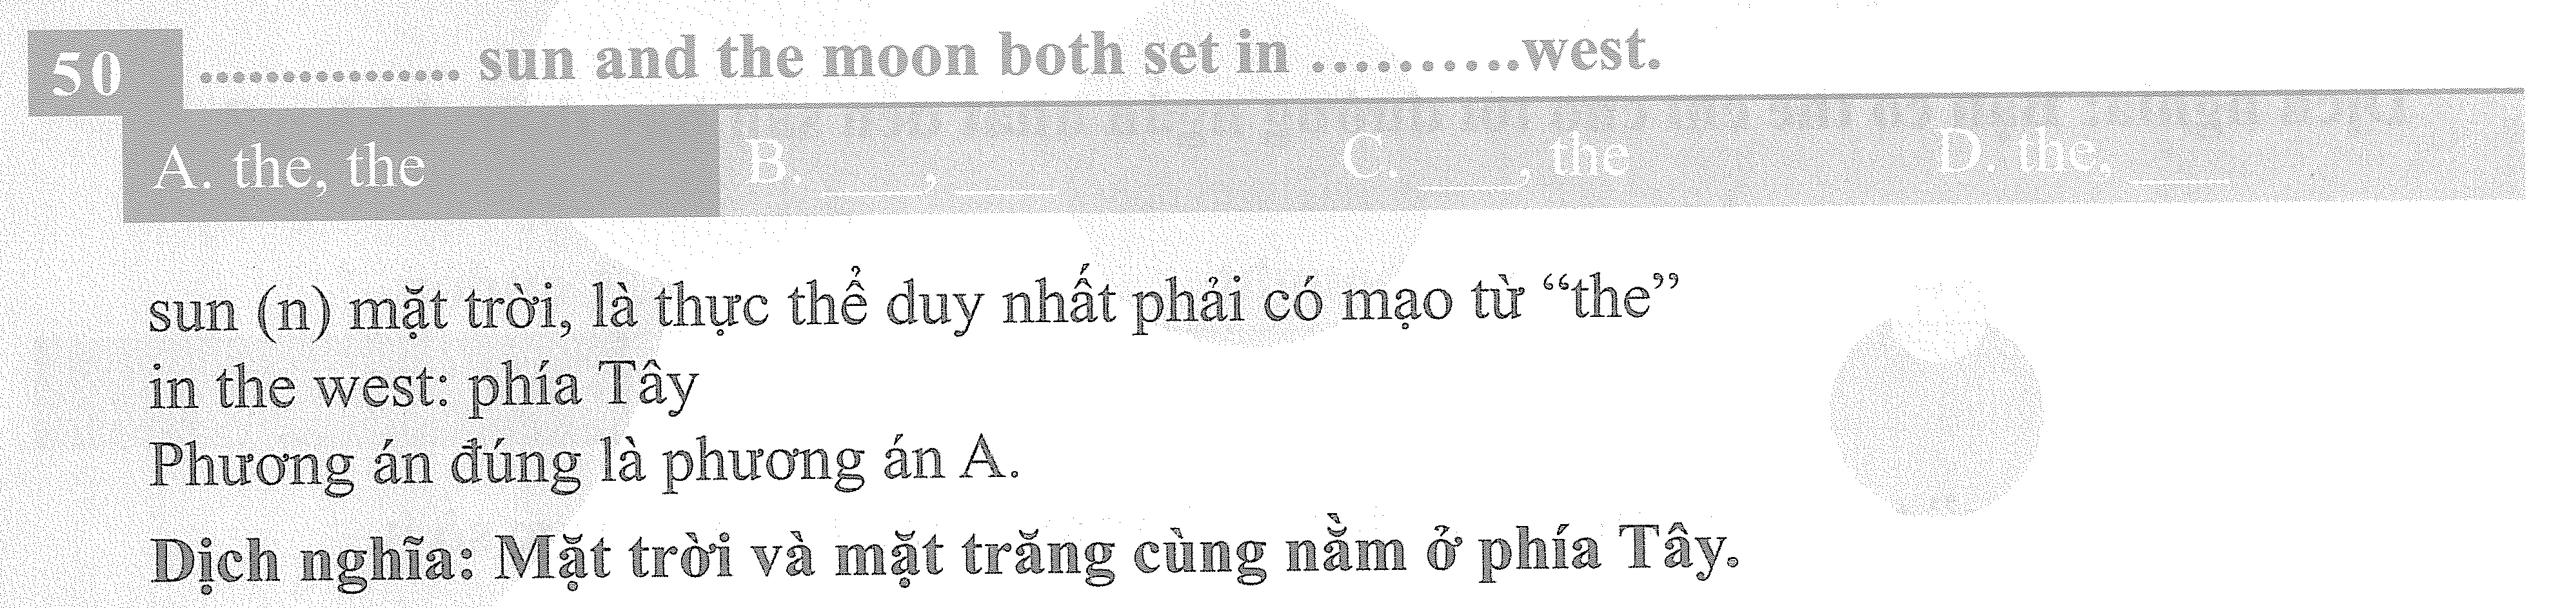 50 ................ sun and the moon both set in ..........west.
A. the, the B. ___, ___ C. ___, the D. the, ___
sun (n) mặt trời, là thực thể duy nhất phải có mạo từ “the”
in the west: phía Tây
Phương án đúng là phương án A.
Dịch nghĩa: Mặt trời và mặt trăng cùng nằm ở phía Tây.